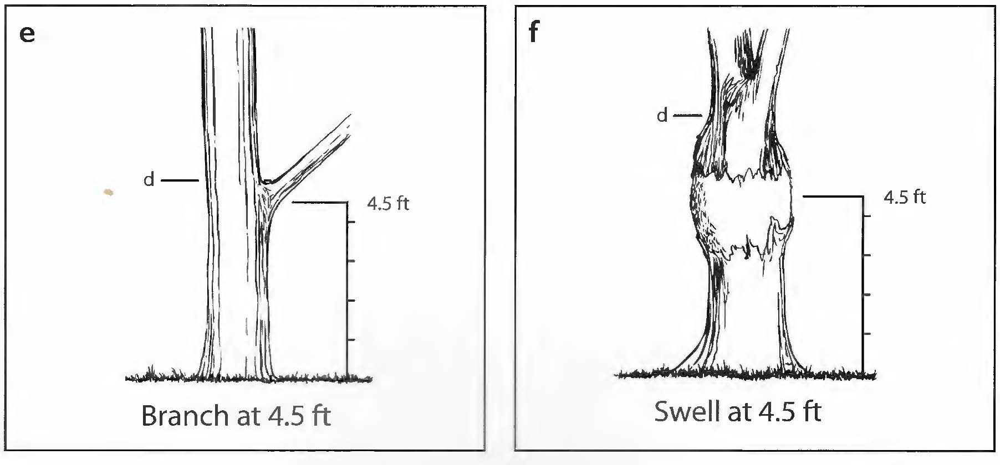 e
d
4.5 ft
Branch at 4.5 ft
f
d
4.5 ft
Swell at 4.5 ft